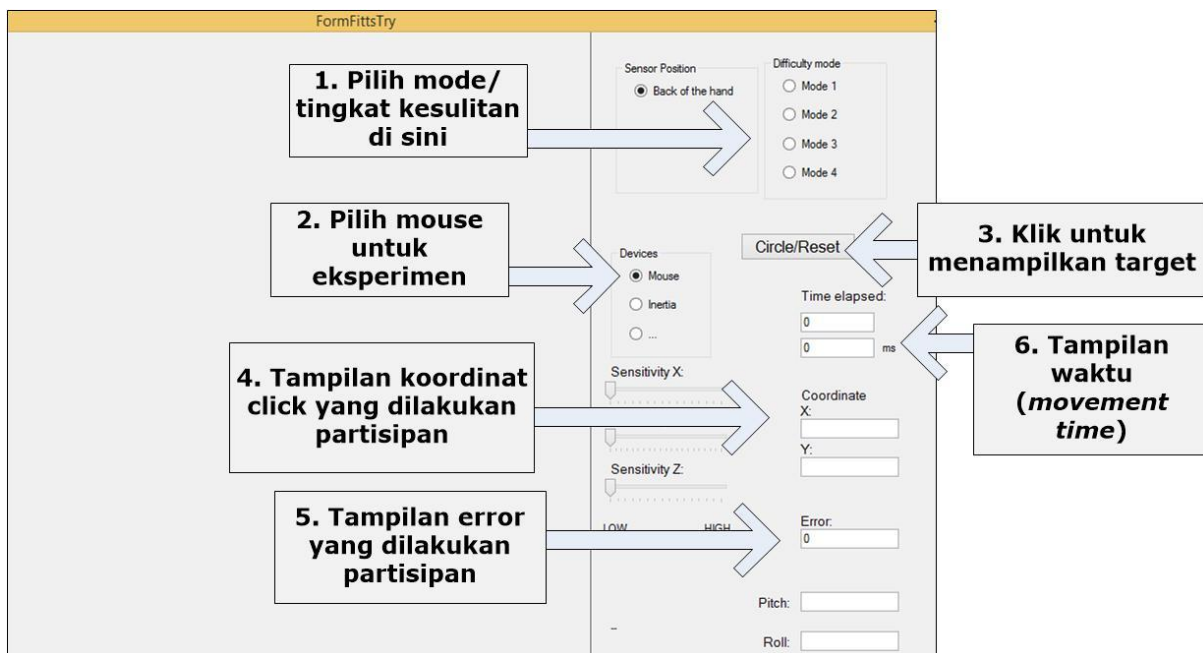 FormFittsTry
1. Pilih mode/
tingkat kesulitan
di sini
Sensor Position
Back of the hand
Difficulty mode
Mode 1
Mode 2
Mode 3
Mode 4
2. Pilih mouse
untuk
eksperimen
Devices
Mouse
Inertia
...
Circle/Reset
3. Klik untuk
menampilkan target
Time elapsed:
0
0 ms
6. Tampilan
waktu
(movement
time)
4. Tampilan koordinat
click yang dilakukan
partisipan
Sensitivity X:
Coordinate
X:
Y:
Sensitivity Z:
5. Tampilan error
yang dilakukan
partisipan
LOW HIGH
Error:
0
Pitch:
Roll: